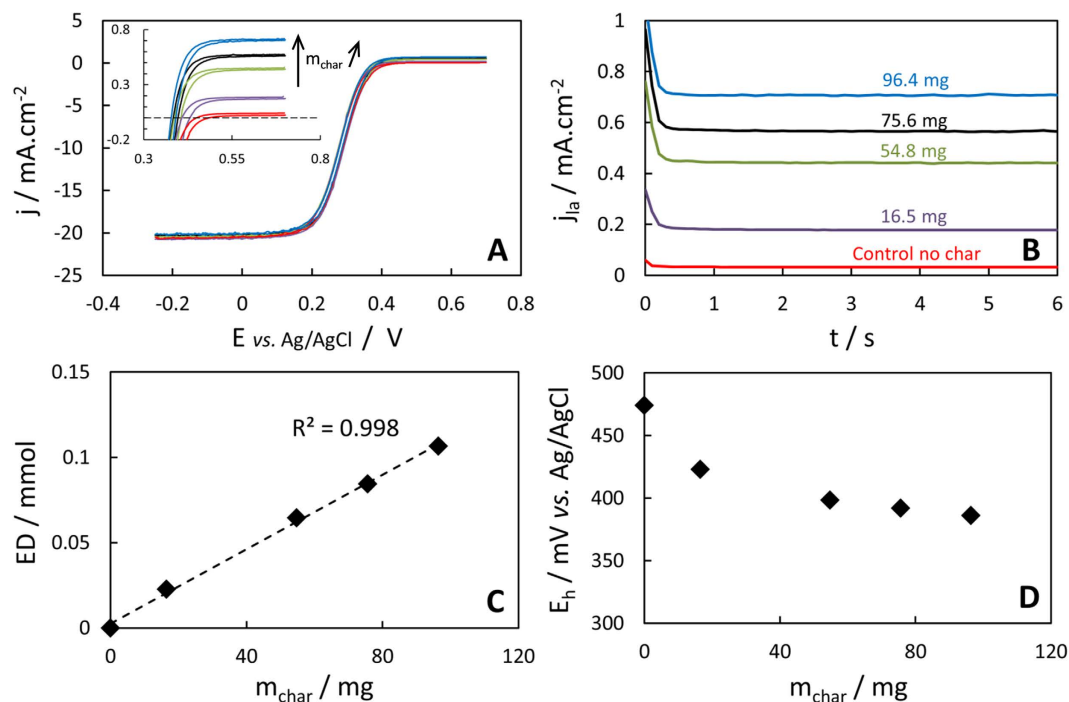 5
0
-5
-10
-15
-20
-25
-0.4
-0.2
0
0.2
0.4
0.6
0.8
j / mA.cm-2
E vs. Ag/AgCl / V
0.8
0.3
-0.2
0.3
0.55
0.8
mchar
A
1
0.8
0.6
0.4
0.2
0
0
1
2
3
4
5
6
jla / mA.cm-2
t / s
96.4 mg
75.6 mg
54.8 mg
16.5 mg
Control no char
B
0.15
0.1
0.05
0
0
40
80
120
ED / mmol
mchar / mg
R² = 0.998
C
500
450
400
350
300
0
40
80
120
Eh / mV vs. Ag/AgCl
mchar / mg
D